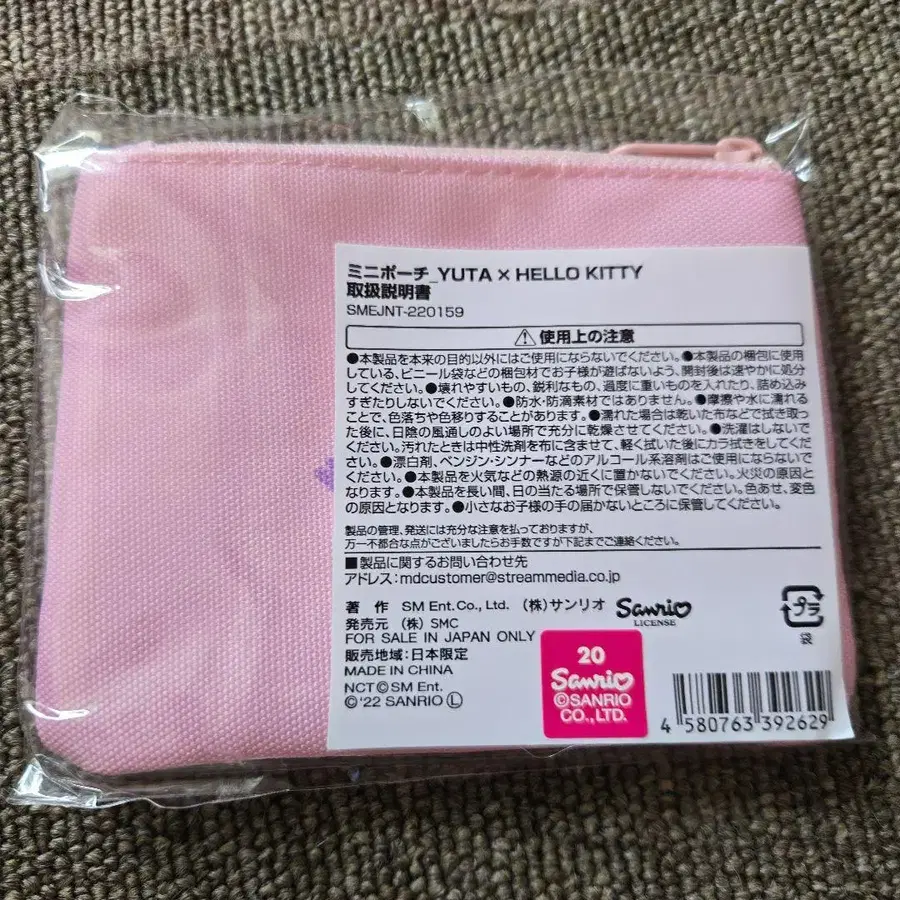 ミニポーチ_YUTA × HELLO KITTY
取扱説明書
SMEJNT-220159
⚠使用上の注意
●本製品を本来の目的以外にはご使用にならないでください。●本製品の梱包に使用
している、ビニール袋などの梱包材でお子様が遊ばないよう、開封後は速やかに処分
してください。●壊れやすいもの、鋭利なもの、過度に重いものを入れたり、詰め込み
すぎたりしないでください。●防水・防滴素材ではありません。●摩擦や水に濡れる
ことで、色落ちや色移りすることがあります。●濡れた場合は乾いた布などで拭き取っ
た後に、日陰の風通しのよい場所で充分に乾燥させてください。●洗濯はしないで
ください。汚れたときは中性洗剤を布に含ませて、軽く拭いた後にカラ拭きをしてくだ
さい。●漂白剤、ベンジン・シンナーなどのアルコール系溶剤はご使用にならないで
ください。●本製品を火気などの熱源の近くに置かないでください。火災の原因と
なります。●本製品を長い間、日の当たる場所で保管しないでください。色あせ、変色
の原因となります。●小さなお子様の手の届かないところに保管してください。
製品の管理、発送には充分な注意を払っておりますが、
万一不都合な点がございましたらお手数ですが下記までご連絡ください。
■製品に関するお問い合わせ先
アドレス:mdcustomer@streammedia.co.jp
著 作 SM Ent.Co., Ltd. (株)サンリオ Sanrio
LICENSE
発売元 (株) SMC
FOR SALE IN JAPAN ONLY
販売地域:日本限定
MADE IN CHINA
NCT©SM Ent.
©'22 SANRIO Ⓛ
プラ
袋
20
Sanrio
©SANRIO
CO.,LTD.
4 580763 392629